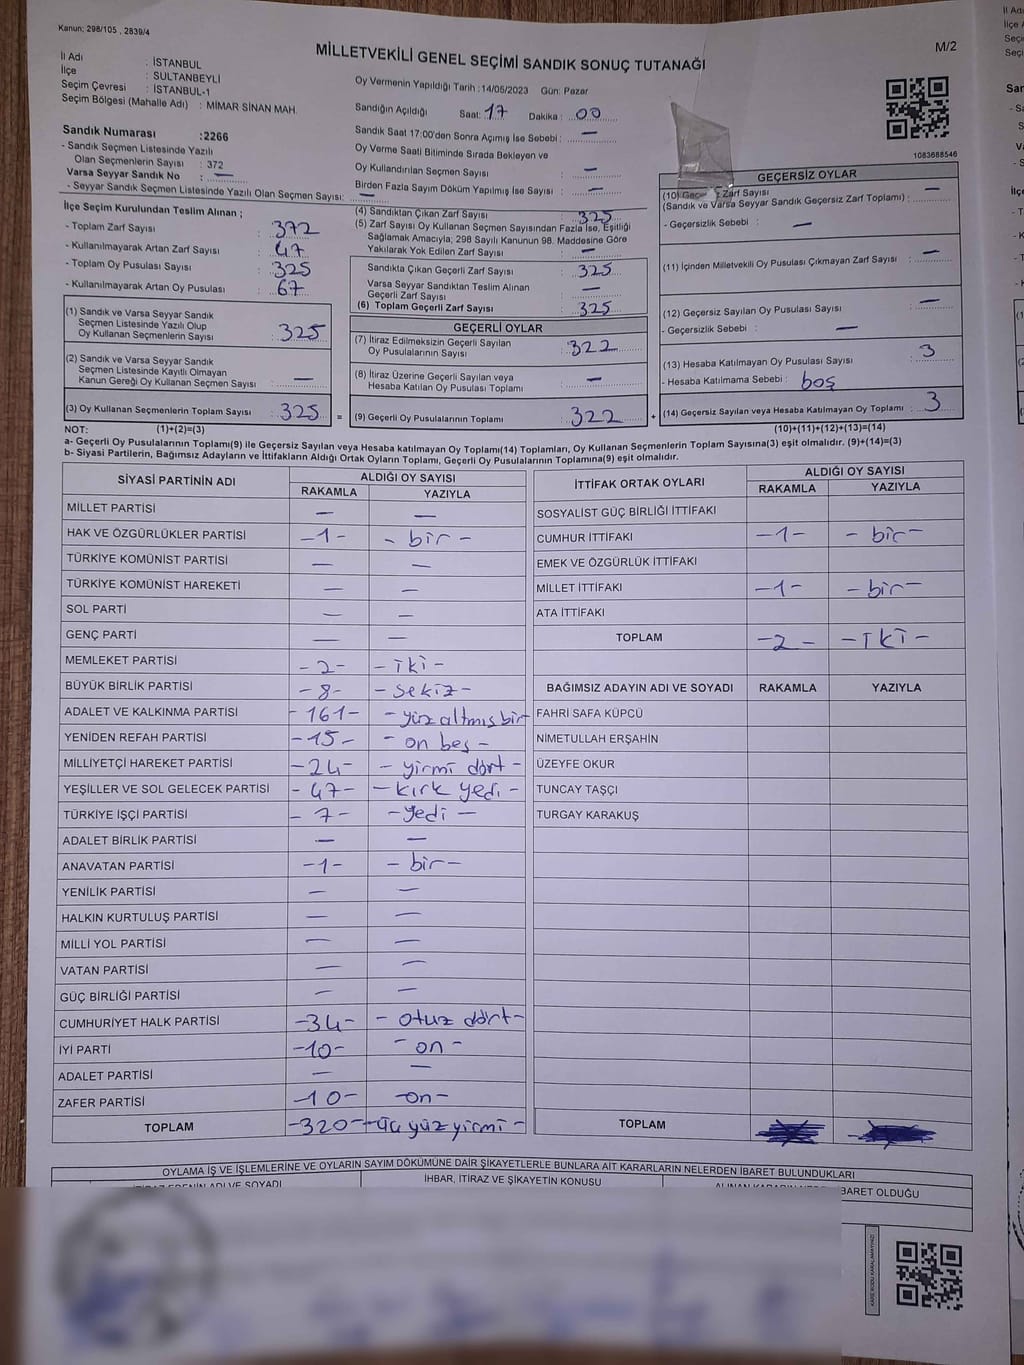 Kanun: 298/105 , 2839/4
MİLLETVEKİLİ GENEL SEÇİMİ SANDIK SONUÇ TUTANAĞI
M/2
İl Adı : İSTANBUL
İlçe : SULTANBEYLİ
Seçim Çevresi : İSTANBUL-1
Seçim Bölgesi (Mahalle Adı) : MİMAR SİNAN MAH.
Sandık Numarası :2266
- Sandık Seçmen Listesinde Yazılı
Olan Seçmenlerin Sayısı : 372
Varsa Seyyar Sandık No : —
- Seyyar Sandık Seçmen Listesinde Yazılı Olan Seçmen Sayısı: —
Oy Vermenin Yapıldığı Tarih :14/05/2023 Gün: Pazar
Sandığın Açıldığı Saat: 17 Dakika : 00
Sandık Saat 17:00'den Sonra Açımış İse Sebebi : —
Oy Verme Saati Bitiminde Sırada Bekleyen ve
Oy Kullandırılan Seçmen Sayısı : —
Birden Fazla Sayım Döküm Yapılmış İse Sayısı : —
1083688546
İlçe Seçim Kurulundan Teslim Alınan ;
- Toplam Zarf Sayısı : 372
- Kullanılmayarak Artan Zarf Sayısı : 47
- Toplam Oy Pusulası Sayısı : 325
- Kullanılmayarak Artan Oy Pusulası : 67
(1) Sandık ve Varsa Seyyar Sandık
Seçmen Listesinde Yazılı Olup
Oy Kullanan Seçmenlerin Sayısı : 325
(2) Sandık ve Varsa Seyyar Sandık
Seçmen Listesinde Kayıtlı Olmayan
Kanun Gereği Oy Kullanan Seçmen Sayısı : —
(3) Oy Kullanan Seçmenlerin Toplam Sayısı : 325 =
(4) Sandıktan Çıkan Zarf Sayısı : 325
(5) Zarf Sayısı Oy Kullanan Seçmen Sayısından Fazla İse, Eşitliği
Sağlamak Amacıyla; 298 Sayılı Kanunun 98. Maddesine Göre
Yakılarak Yok Edilen Zarf Sayısı : —
Sandıkta Çıkan Geçerli Zarf Sayısı : 325
Varsa Seyyar Sandıktan Teslim Alınan
Geçerli Zarf Sayısı : —
(6) Toplam Geçerli Zarf Sayısı : 325
GEÇERLİ OYLAR
(7) İtiraz Edilmeksizin Geçerli Sayılan
Oy Pusulalarının Sayısı : 322
(8) İtiraz Üzerine Geçerli Sayılan veya
Hesaba Katılan Oy Pusulası Toplamı : —
(9) Geçerli Oy Pusulalarının Toplamı : 322 +
GEÇERSİZ OYLAR
(10) Zarf Sayısı
(Sandık ve Varsa Seyyar Sandık Geçersiz Zarf Toplamı) : —
- Geçersizlik Sebebi : —
(11) İçinden Milletvekili Oy Pusulası Çıkmayan Zarf Sayısı : —
(12) Geçersiz Sayılan Oy Pusulası Sayısı : —
- Geçersizlik Sebebi : —
(13) Hesaba Katılmayan Oy Pusulası Sayısı : 3
- Hesaba Katılmama Sebebi : boş
(14) Geçersiz Sayılan veya Hesaba Katılmayan Oy Toplamı : 3
NOT: (1)+(2)=(3) (10)+(11)+(12)+(13)=(14)
a- Geçerli Oy Pusulalarının Toplamı(9) ile Geçersiz Sayılan veya Hesaba katılmayan Oy Toplamı(14) Toplamları, Oy Kullanan Seçmenlerin Toplam Sayısına(3) eşit olmalıdır. (9)+(14)=(3)
b- Siyasi Partilerin, Bağımsız Adayların ve İttifakların Aldığı Ortak Oyların Toplamı, Geçerli Oy Pusulalarının Toplamına(9) eşit olmalıdır.
SİYASİ PARTİNİN ADI ALDIĞI OY SAYISI
RAKAMLA YAZIYLA
MİLLET PARTİSİ — —
HAK VE ÖZGÜRLÜKLER PARTİSİ -1- - bir -
TÜRKİYE KOMÜNİST PARTİSİ — —
TÜRKİYE KOMÜNİST HAREKETİ — —
SOL PARTİ — —
GENÇ PARTİ — —
MEMLEKET PARTİSİ -2- - iki -
BÜYÜK BİRLİK PARTİSİ -8- - sekiz -
ADALET VE KALKINMA PARTİSİ -161- - yüz altmış bir
YENİDEN REFAH PARTİSİ -15- - on beş -
MİLLİYETÇİ HAREKET PARTİSİ -24- - yirmi dört -
YEŞİLLER VE SOL GELECEK PARTİSİ -47- - kırk yedi -
TÜRKİYE İŞÇİ PARTİSİ -7- - yedi -
ADALET BİRLİK PARTİSİ — —
ANAVATAN PARTİSİ -1- - bir -
YENİLİK PARTİSİ — —
HALKIN KURTULUŞ PARTİSİ — —
MİLLİ YOL PARTİSİ — —
VATAN PARTİSİ — —
GÜÇ BİRLİĞİ PARTİSİ — —
CUMHURİYET HALK PARTİSİ -34- - otuz dört -
İYİ PARTİ -10- - on -
ADALET PARTİSİ — —
ZAFER PARTİSİ -10- -on-
TOPLAM -320- -üç yüz yirmi -
İTTİFAK ORTAK OYLARI ALDIĞI OY SAYISI
RAKAMLA YAZIYLA
SOSYALIST GÜÇ BİRLİĞİ İTTİFAKI
CUMHUR İTTİFAKI -1- - bir -
EMEK VE ÖZGÜRLÜK İTTİFAKI
MİLLET İTTİFAKI -1- - bir -
ATA İTTİFAKI
TOPLAM -2- - İKİ -
BAĞIMSIZ ADAYIN ADI VE SOYADI RAKAMLA YAZIYLA
FAHRİ SAFA KÜPCÜ
NİMETULLAH ERŞAHİN
ÜZEYFE OKUR
TUNCAY TAŞÇI
TURGAY KARAKUŞ
TOPLAM
OYLAMA İŞ VE İŞLEMLERİNE VE OYLARIN SAYIM DÖKÜMÜNE DAİR ŞİKAYETLERLE BUNLARA AİT KARARLARIN NELERDEN İBARET BULUNDUKLARI
İHBAR, İTİRAZ VE ŞİKAYETİN KONUSU
İBARET OLDUĞU